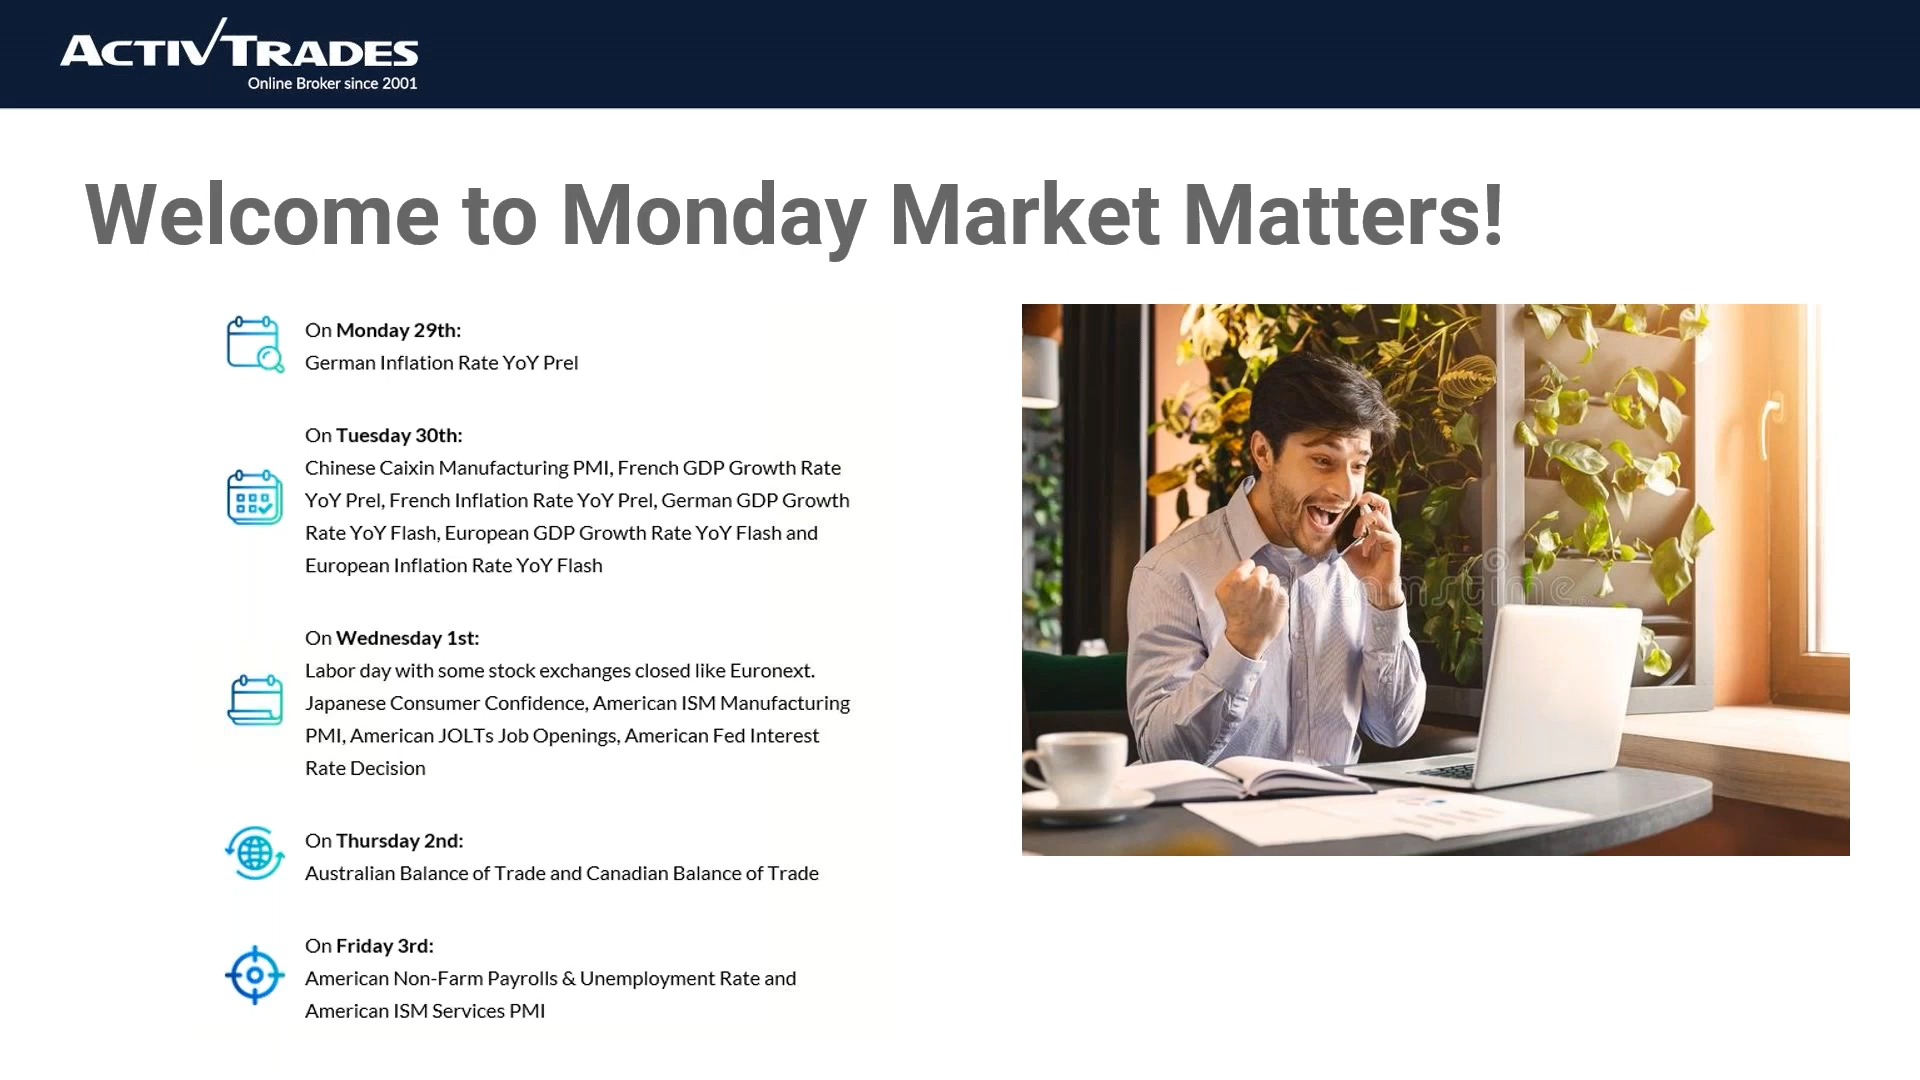 ACTIVTRADES
Online Broker since 2001
Welcome to Monday Market Matters!
On Monday 29th:
German Inflation Rate YoY Prel
On Tuesday 30th:
Chinese Caixin Manufacturing PMI, French GDP Growth Rate
YoY Prel, French Inflation Rate YoY Prel, German GDP Growth
Rate YoY Flash, European GDP Growth Rate YoY Flash and
European Inflation Rate YoY Flash
On Wednesday 1st:
Labor day with some stock exchanges closed like Euronext.
Japanese Consumer Confidence, American ISM Manufacturing
PMI, American JOLTs Job Openings, American Fed Interest
Rate Decision
On Thursday 2nd:
Australian Balance of Trade and Canadian Balance of Trade
On Friday 3rd:
American Non-Farm Payrolls & Unemployment Rate and
American ISM Services PMI
dreamstime